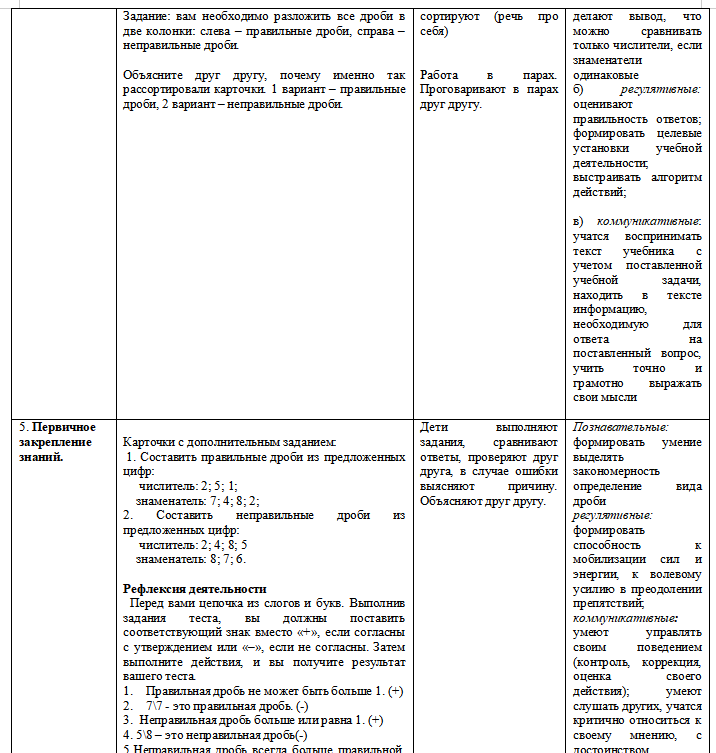 Задание: вам необходимо разложить все дроби в
две колонки: слева – правильные дроби, справа –
неправильные дроби.
Объясните друг другу, почему именно так
рассортировали карточки. 1 вариант – правильные
дроби, 2 вариант – неправильные дроби.
сортируют (речь про
себя)
Работа в парах.
Проговаривают в парах
друг другу.
делают вывод, что
можно сравнивать
только числители, если
знаменатели
одинаковые
б) регулятивные:
оценивают
правильность ответов;
формировать целевые
установки учебной
деятельности;
выстраивать алгоритм
действий;
в) коммуникативные:
учатся воспринимать
текст учебника с
учетом поставленной
учебной задачи,
находить в тексте
информацию,
необходимую для
ответа на
поставленный вопрос,
учить точно и
грамотно выражать
свои мысли
5. Первичное
закрепление
знаний.
Карточки с дополнительным заданием:
1. Составить правильные дроби из предложенных
цифр:
числитель: 2; 5; 1;
знаменатель: 7; 4; 8; 2;
2. Составить неправильные дроби из
предложенных цифр:
числитель: 2; 4; 8; 5
знаменатель: 8; 7; 6.
Рефлексия деятельности
Перед вами цепочка из слогов и букв. Выполнив
задания теста, вы должны поставить
соответствующий знак вместо «+», если согласны
с утверждением или «–», если не согласны. Затем
выполните действия, и вы получите результат
вашего теста.
1. Правильная дробь не может быть больше 1. (+)
2. 7\7 - это правильная дробь. (-)
3. Неправильная дробь больше или равна 1. (+)
4. 5\8 – это неправильная дробь(-)
5.Неправильная дробь всегда больше правильной.
Дети выполняют
задания, сравнивают
ответы, проверяют друг
друга, в случае ошибки
выясняют причину.
Объясняют друг другу.
Познавательные:
формировать умение
выделять
закономерность
определение вида
дроби
регулятивные:
формировать
способность к
мобилизации сил и
энергии, к волевому
усилию в преодолении
препятствий;
коммуникативные:
умеют управлять
своим поведением
(контроль, коррекция,
оценка своего
действия); умеют
слушать других, учатся
критично относиться к
своему мнению, с
достоинством